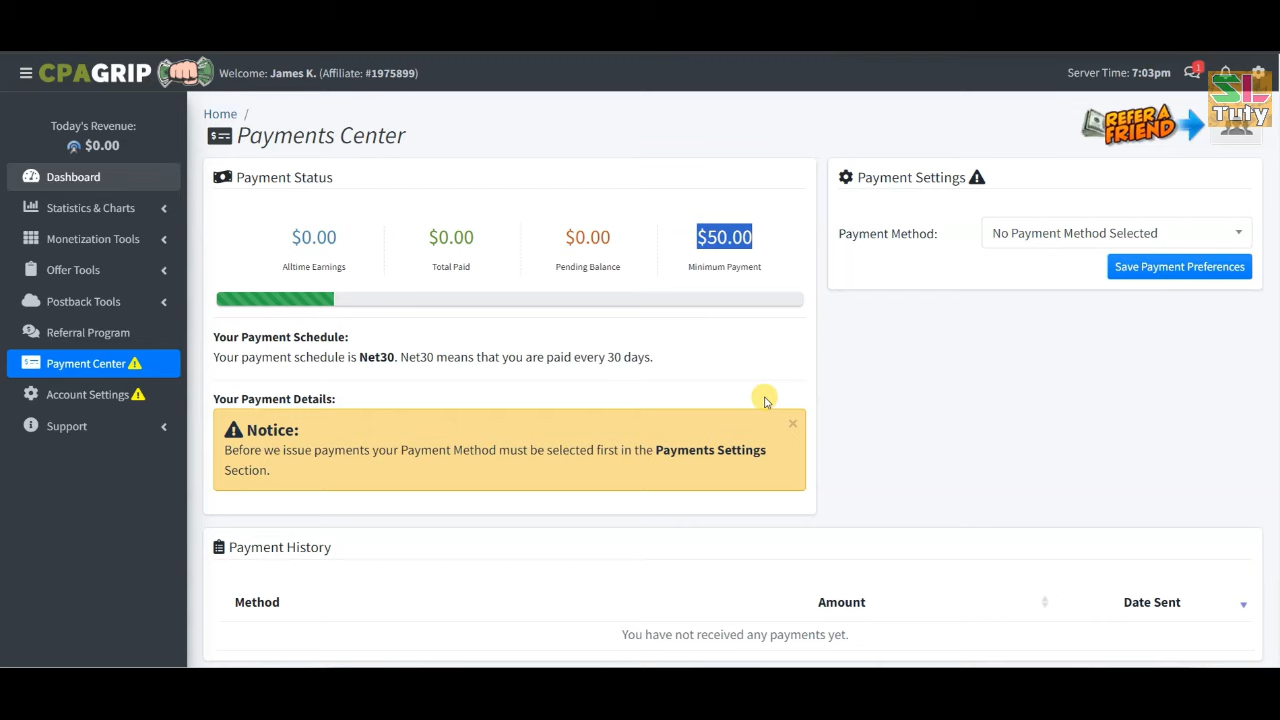 CPAGRIP
Welcome: James K. (Affiliate: #1975899)
Server Time: 7:03pm
1
SL
Tuty
Today's Revenue:
$0.00
Dashboard
Statistics & Charts
Monetization Tools
Offer Tools
Postback Tools
Referral Program
Payment Center
Account Settings
Support
Home /
Payments Center
REFER A
FRIEND
Payment Status
$0.00
Alltime Earnings
$0.00
Total Paid
$0.00
Pending Balance
$50.00
Minimum Payment
Your Payment Schedule:
Your payment schedule is Net30. Net30 means that you are paid every 30 days.
Your Payment Details:
Notice:
×
Before we issue payments your Payment Method must be selected first in the Payments Settings
Section.
Payment Settings
Payment Method:
No Payment Method Selected
Save Payment Preferences
Payment History
Method
Amount
Date Sent
You have not received any payments yet.